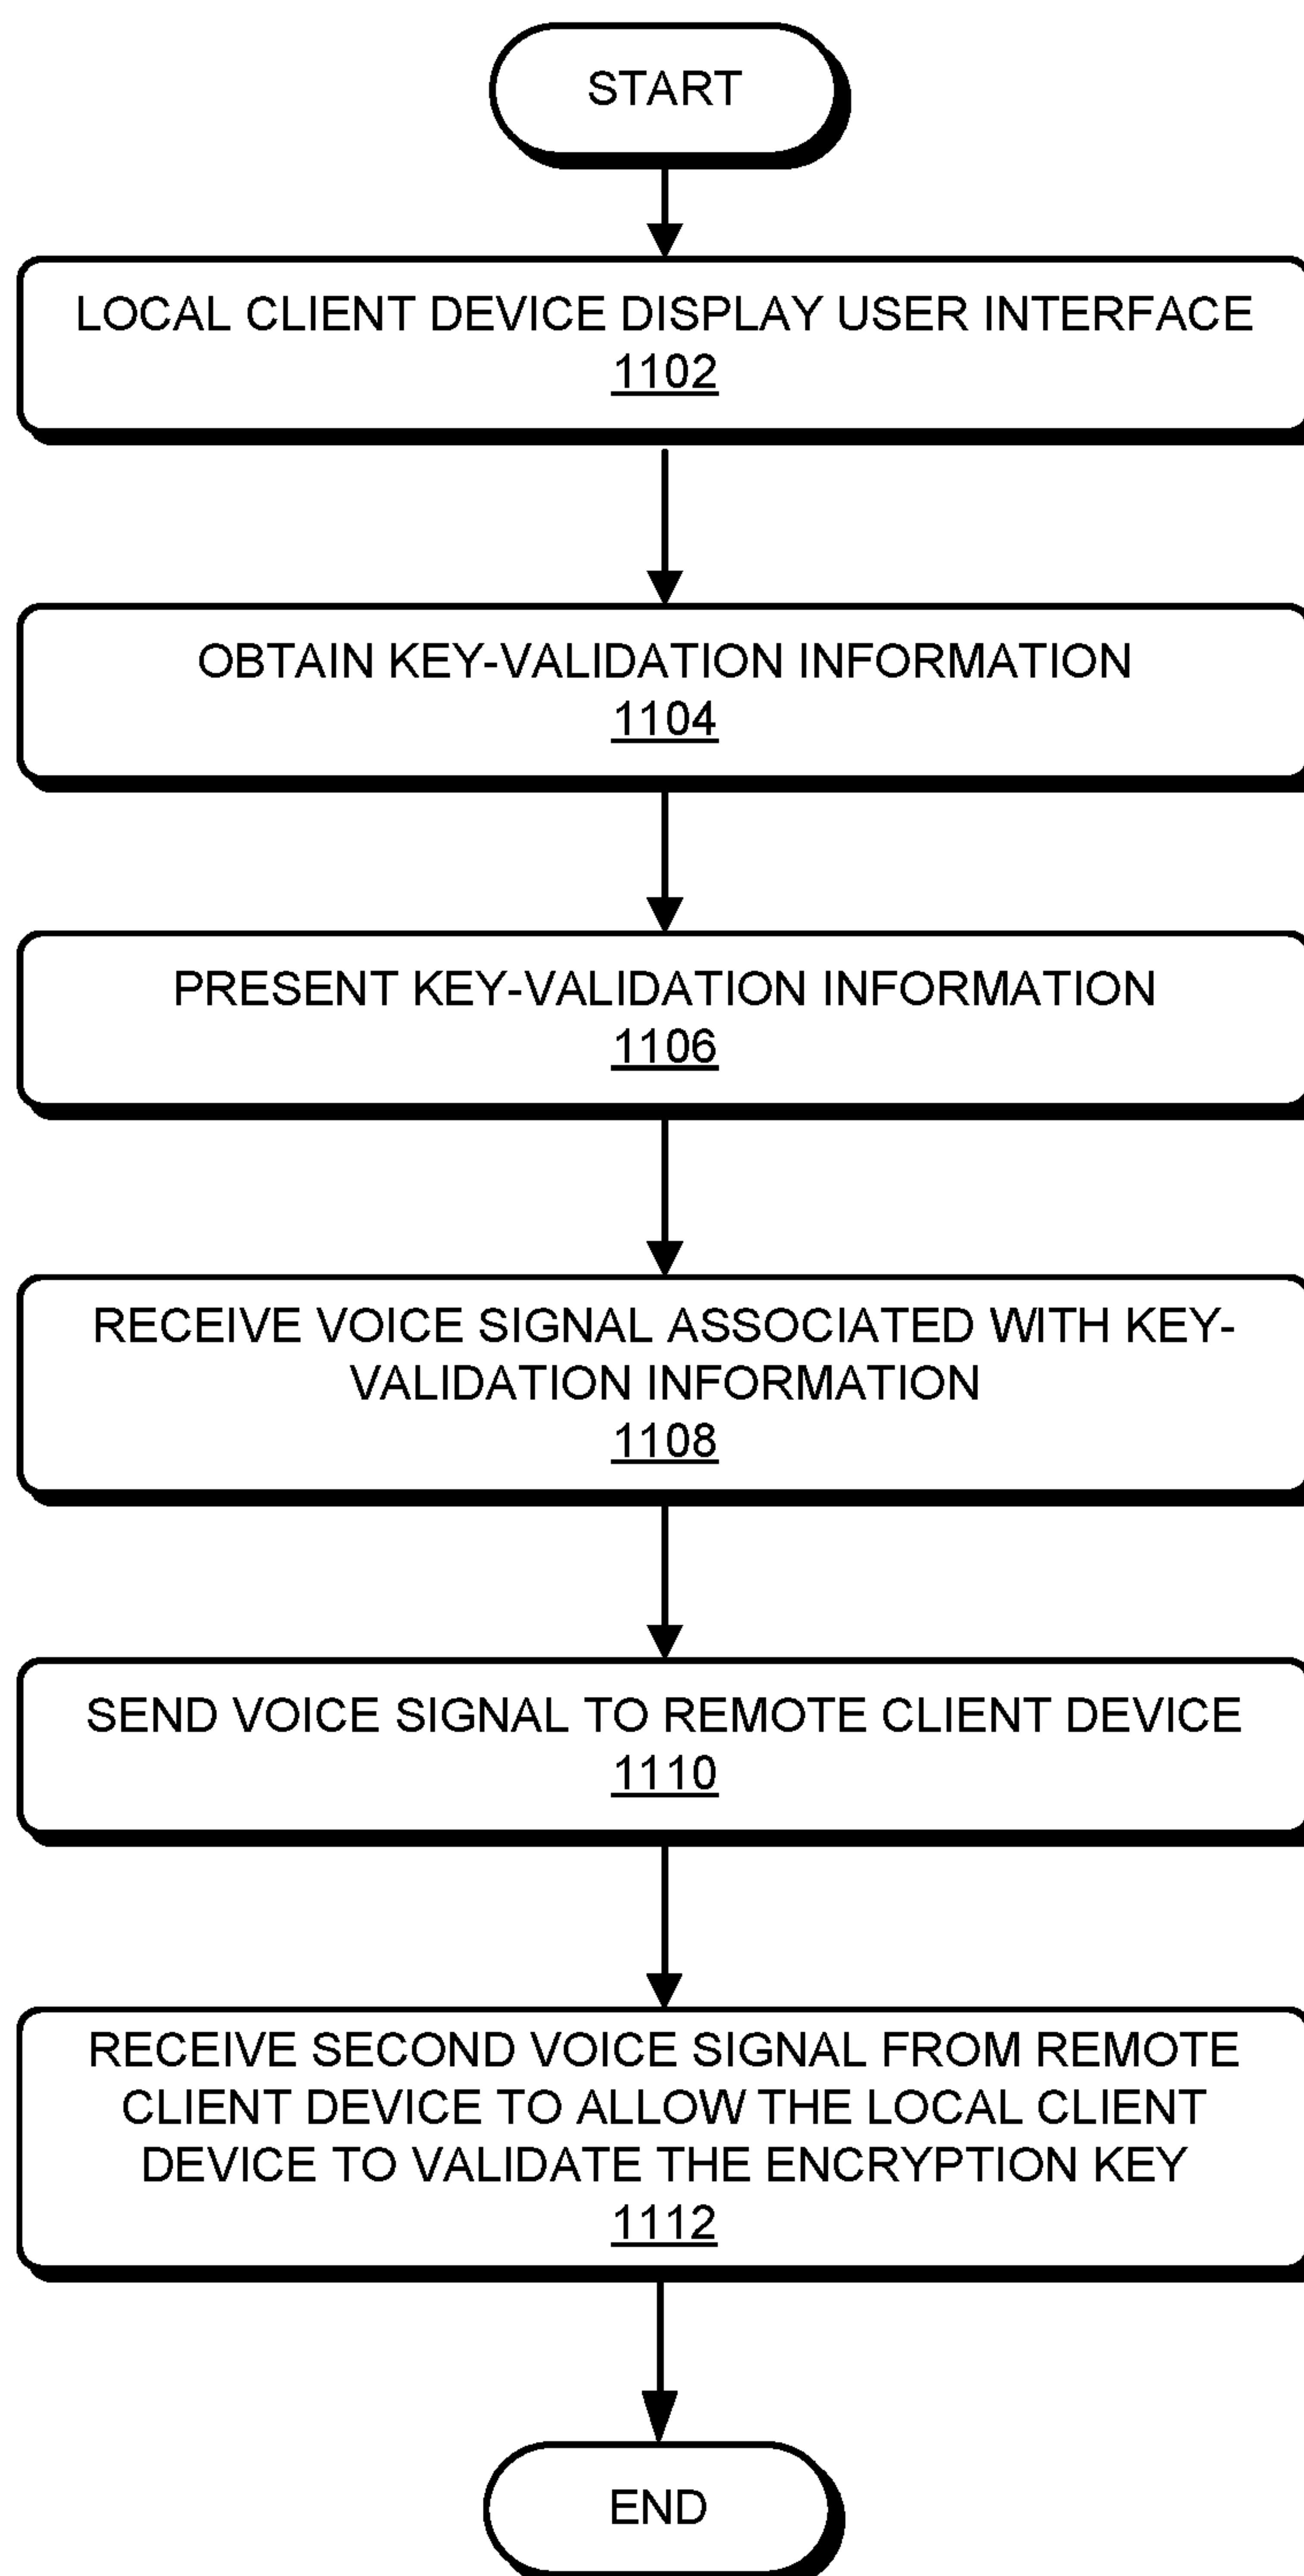 START
LOCAL CLIENT DEVICE DISPLAY USER INTERFACE
1102
OBTAIN KEY-VALIDATION INFORMATION
1104
PRESENT KEY-VALIDATION INFORMATION
1106
RECEIVE VOICE SIGNAL ASSOCIATED WITH KEY-
VALIDATION INFORMATION
1108
SEND VOICE SIGNAL TO REMOTE CLIENT DEVICE
1110
RECEIVE SECOND VOICE SIGNAL FROM REMOTE
CLIENT DEVICE TO ALLOW THE LOCAL CLIENT
DEVICE TO VALIDATE THE ENCRYPTION KEY
1112
END